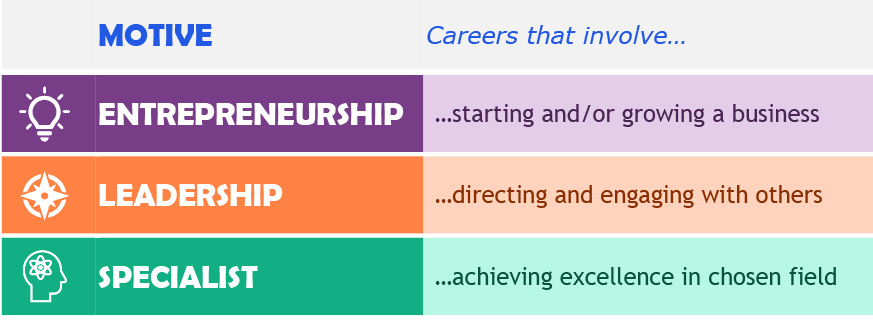 MOTIVE Careers that involve…
ENTREPRENEURSHIP …starting and/or growing a business
LEADERSHIP …directing and engaging with others
SPECIALIST …achieving excellence in chosen field